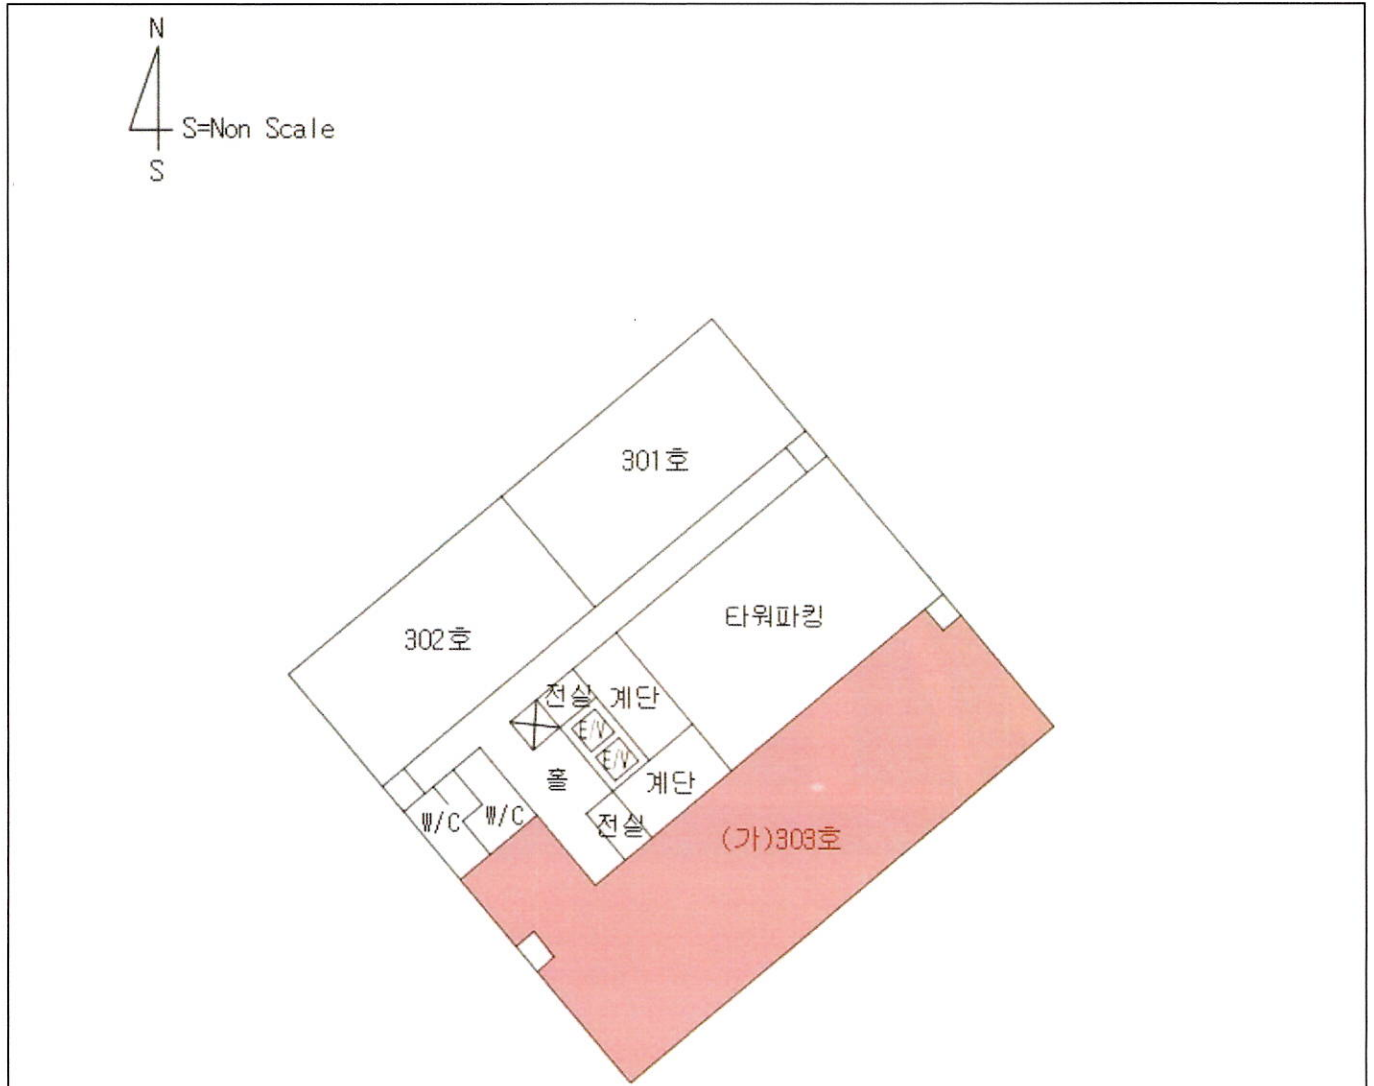 N
S=Non Scale
S
301호
타워파킹
302호
전실
계단
E/V
E/V
홀
계단
W/C
W/C
전실
(가)303호